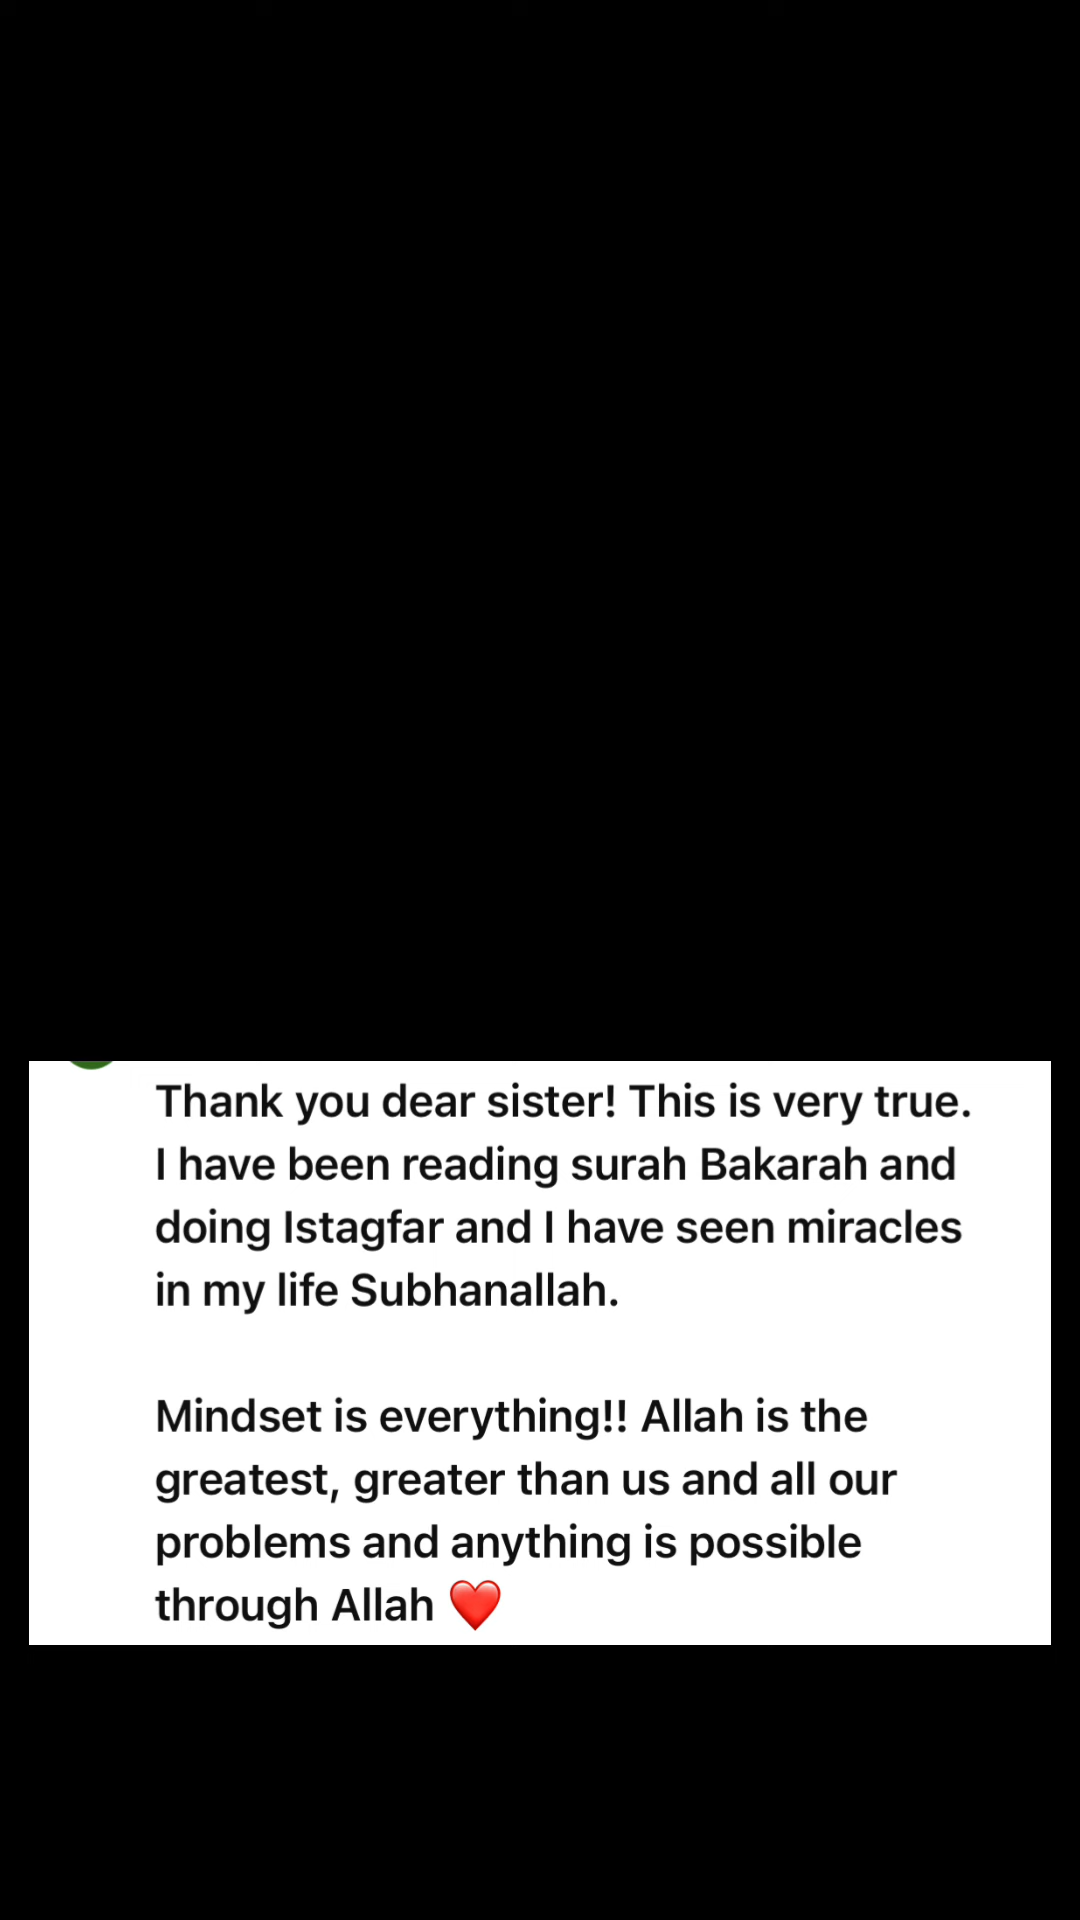 Thank you dear sister! This is very true.
I have been reading surah Bakarah and
doing Istagfar and I have seen miracles
in my life Subhanallah.
Mindset is everything!! Allah is the
greatest, greater than us and all our
problems and anything is possible
through Allah ❤️